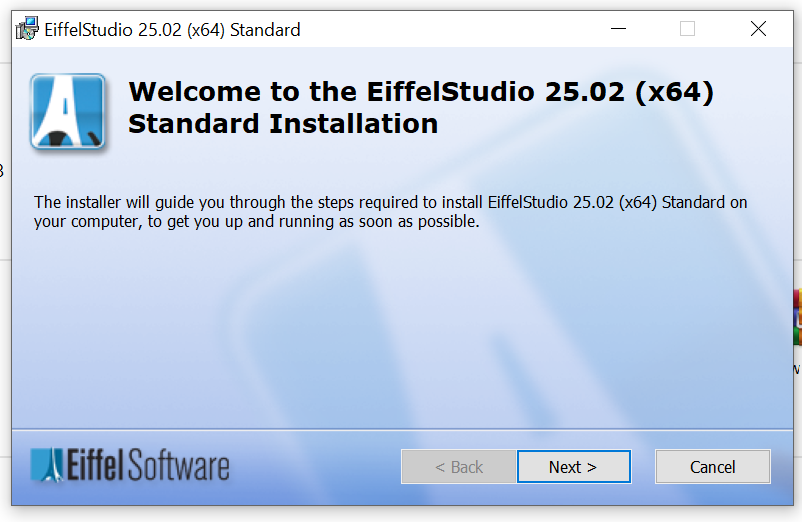 EiffelStudio 25.02 (x64) Standard
Welcome to the EiffelStudio 25.02 (x64)
Standard Installation
The installer will guide you through the steps required to install EiffelStudio 25.02 (x64) Standard on
your computer, to get you up and running as soon as possible.
Eiffel Software
< Back
Next >
Cancel